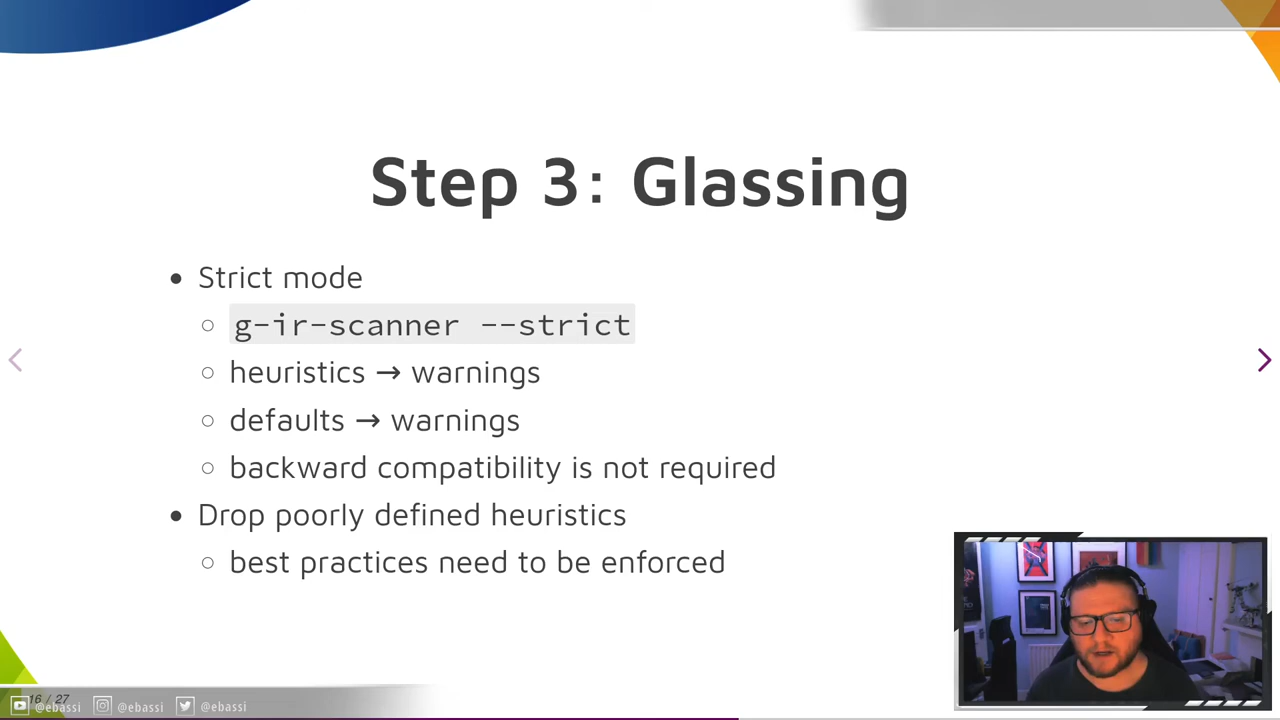 Step 3: Glassing
• Strict mode
○ g-ir-scanner --strict
○ heuristics → warnings
○ defaults → warnings
○ backward compatibility is not required
• Drop poorly defined heuristics
○ best practices need to be enforced
16 / 27
@ebassi @ebassi @ebassi